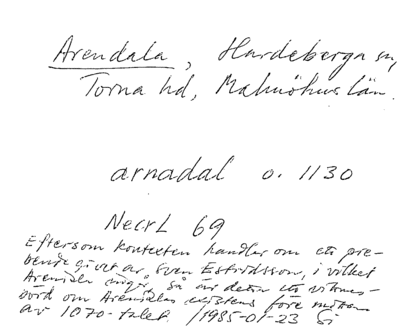 Arendala, Hardeberga sn,
Torna hd, Malmöhus län.
arnadal o. 1130
NecrL 69
Eftersom kontexten handlar om ett pre-
bende givet av Sven Estridsson, i vilket
Arendala ingår, så är detta ett vittnes-
börd om Arendalas existens före mitten
av 1070-talet. /1985-01-23